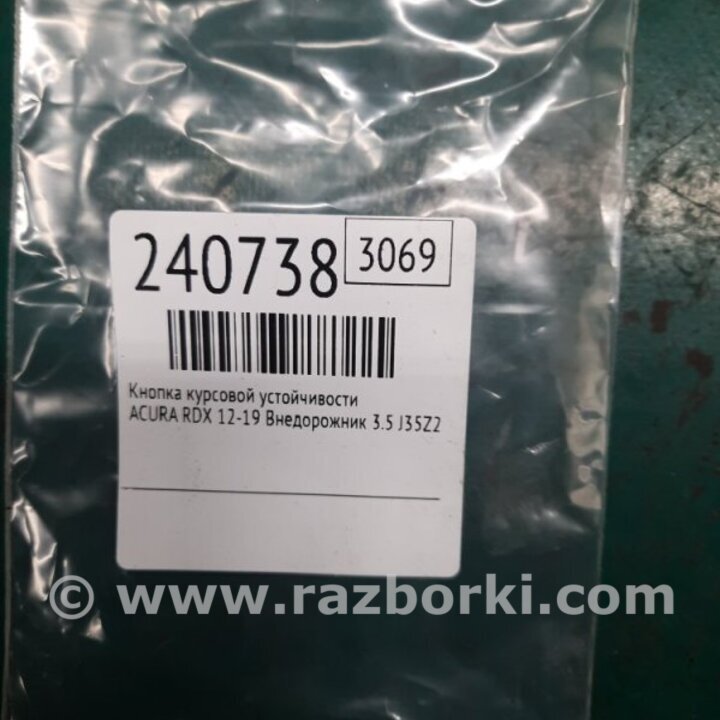 240738 3069
Кнопка курсовой устойчивости
ACURA RDX 12-19 Внедорожник 3.5 J35Z2
© www.razborki.com